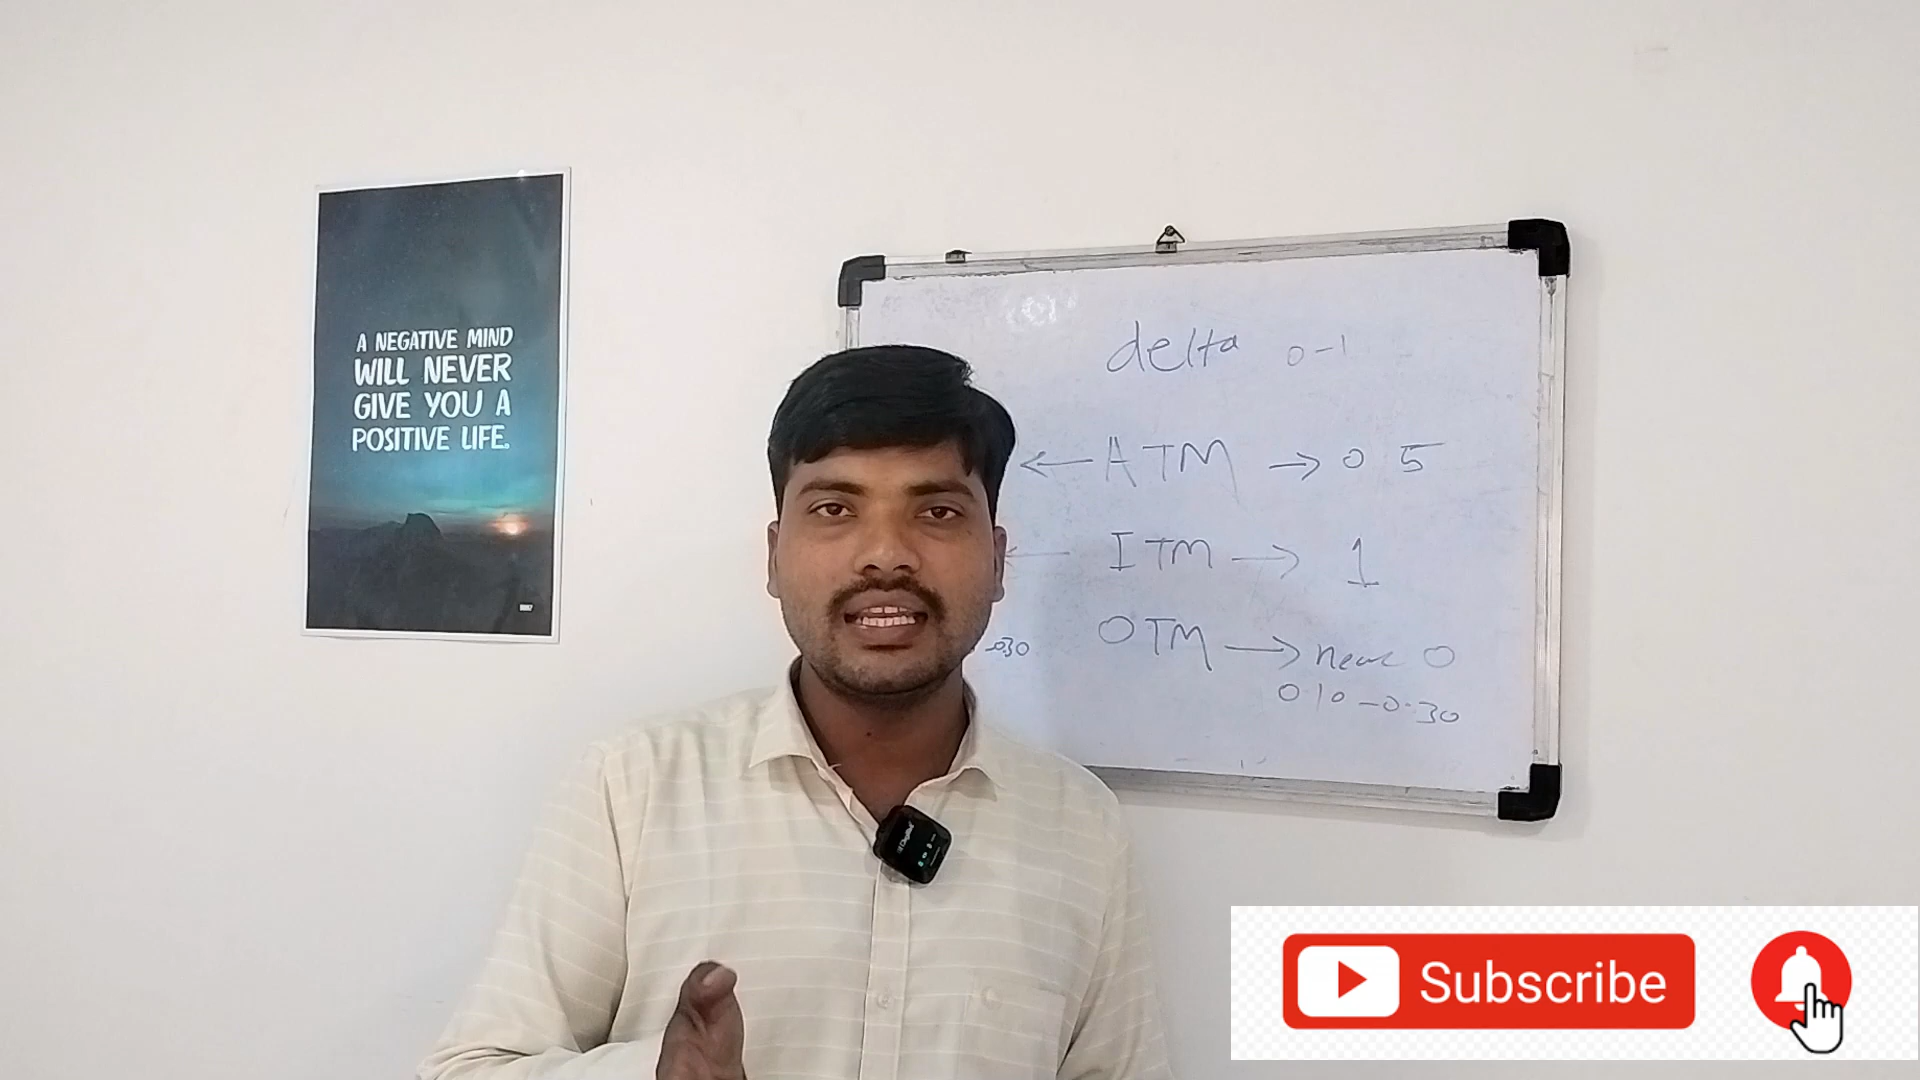 A NEGATIVE MIND
WILL NEVER
GIVE YOU A
POSITIVE LIFE.
delta 0-1
← ATM → 0.5
← ITM → 1
OTM → near 0
0.10 - 0.30
Subscribe